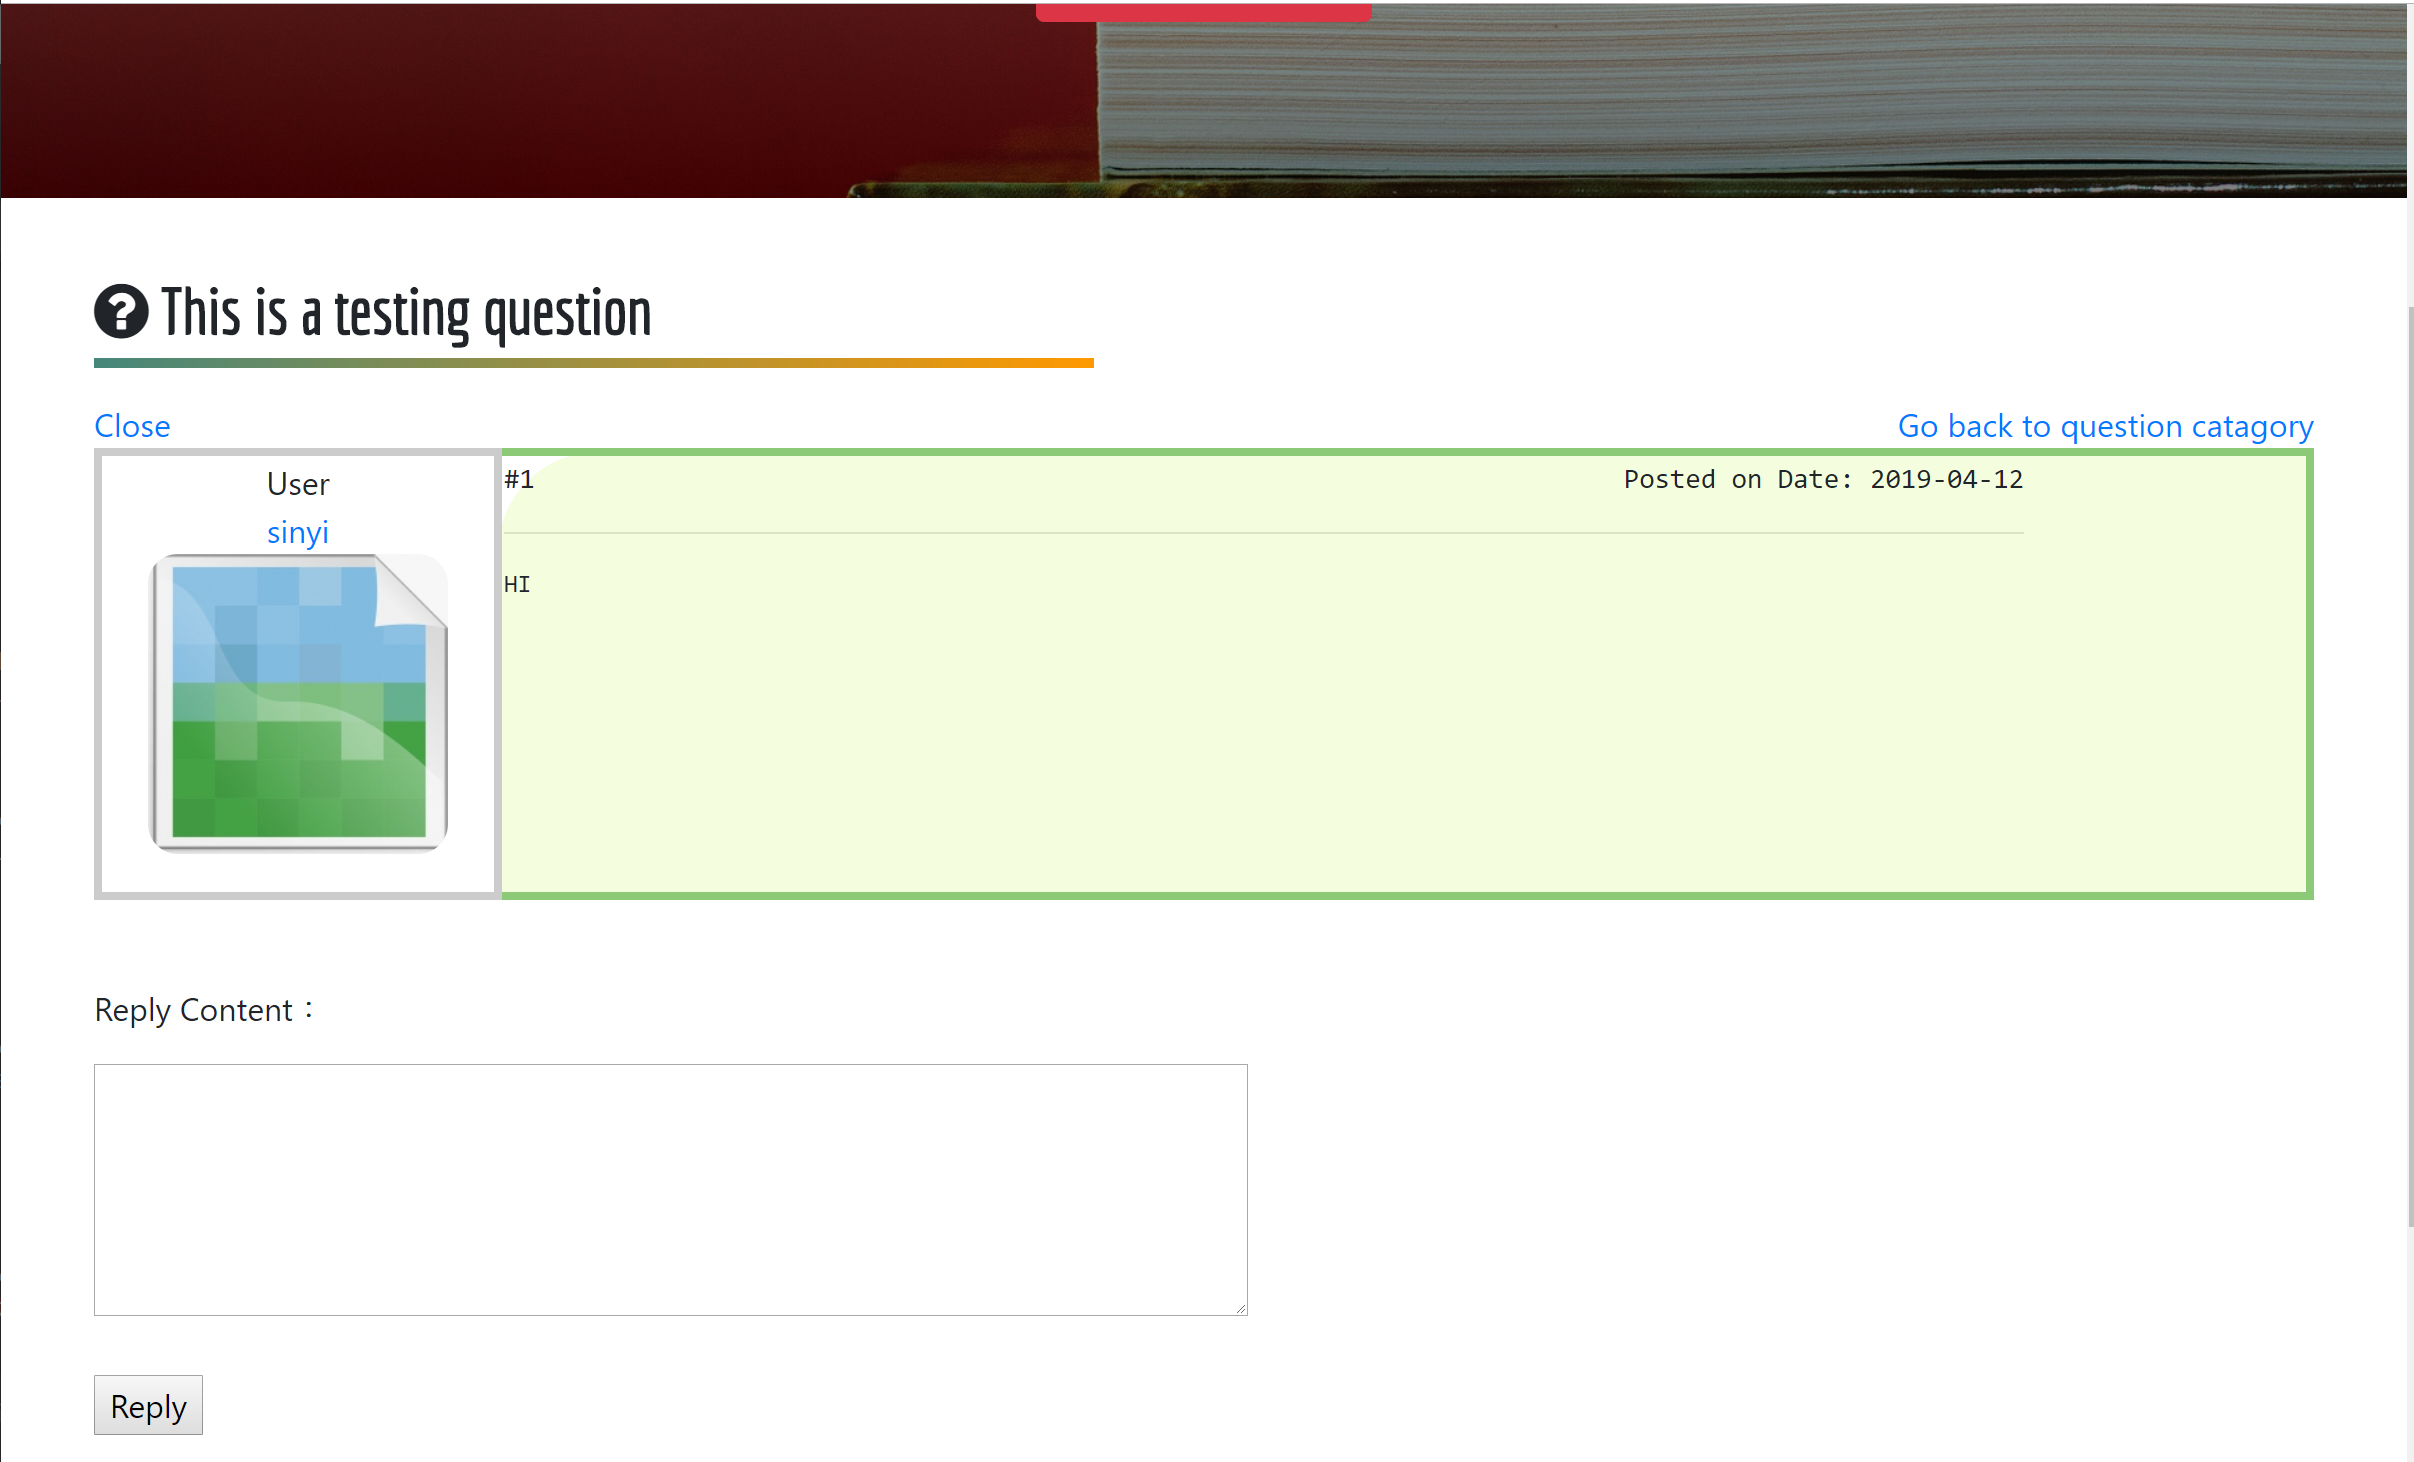 This is a testing question
Close
Go back to question catagory
User
sinyi
#1
Posted on Date: 2019-04-12
HI
Reply Content：
Reply